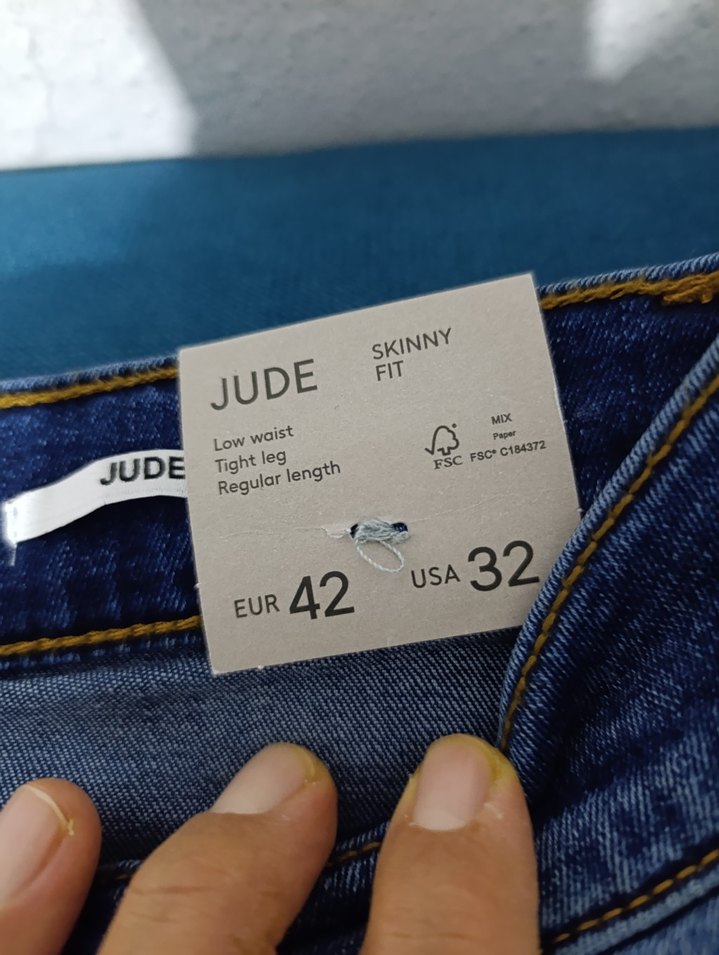 JUDE
SKINNY
FIT
Low waist
Tight leg
Regular length
FSC
MIX
Paper
FSC® C184372
EUR 42
USA 32
JUDE